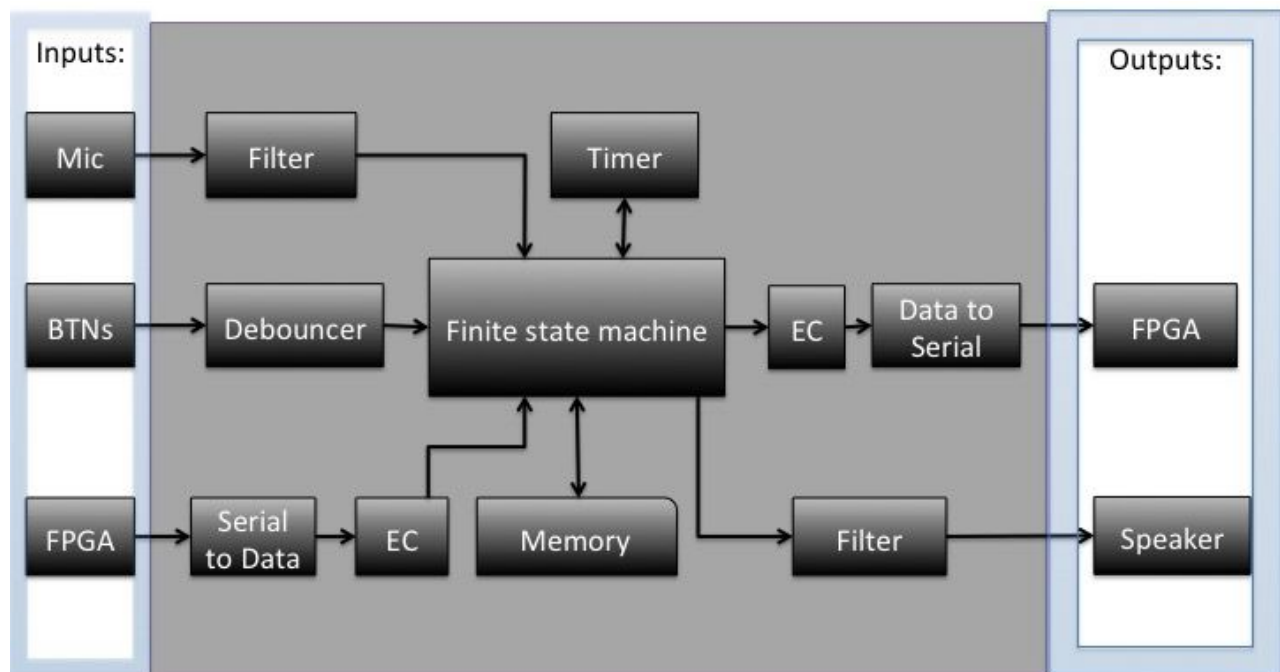 Inputs:
Outputs:
Mic
Filter
Timer
BTNs
Debouncer
Finite state machine
EC
Data to
Serial
FPGA
FPGA
Serial
to Data
EC
Memory
Filter
Speaker